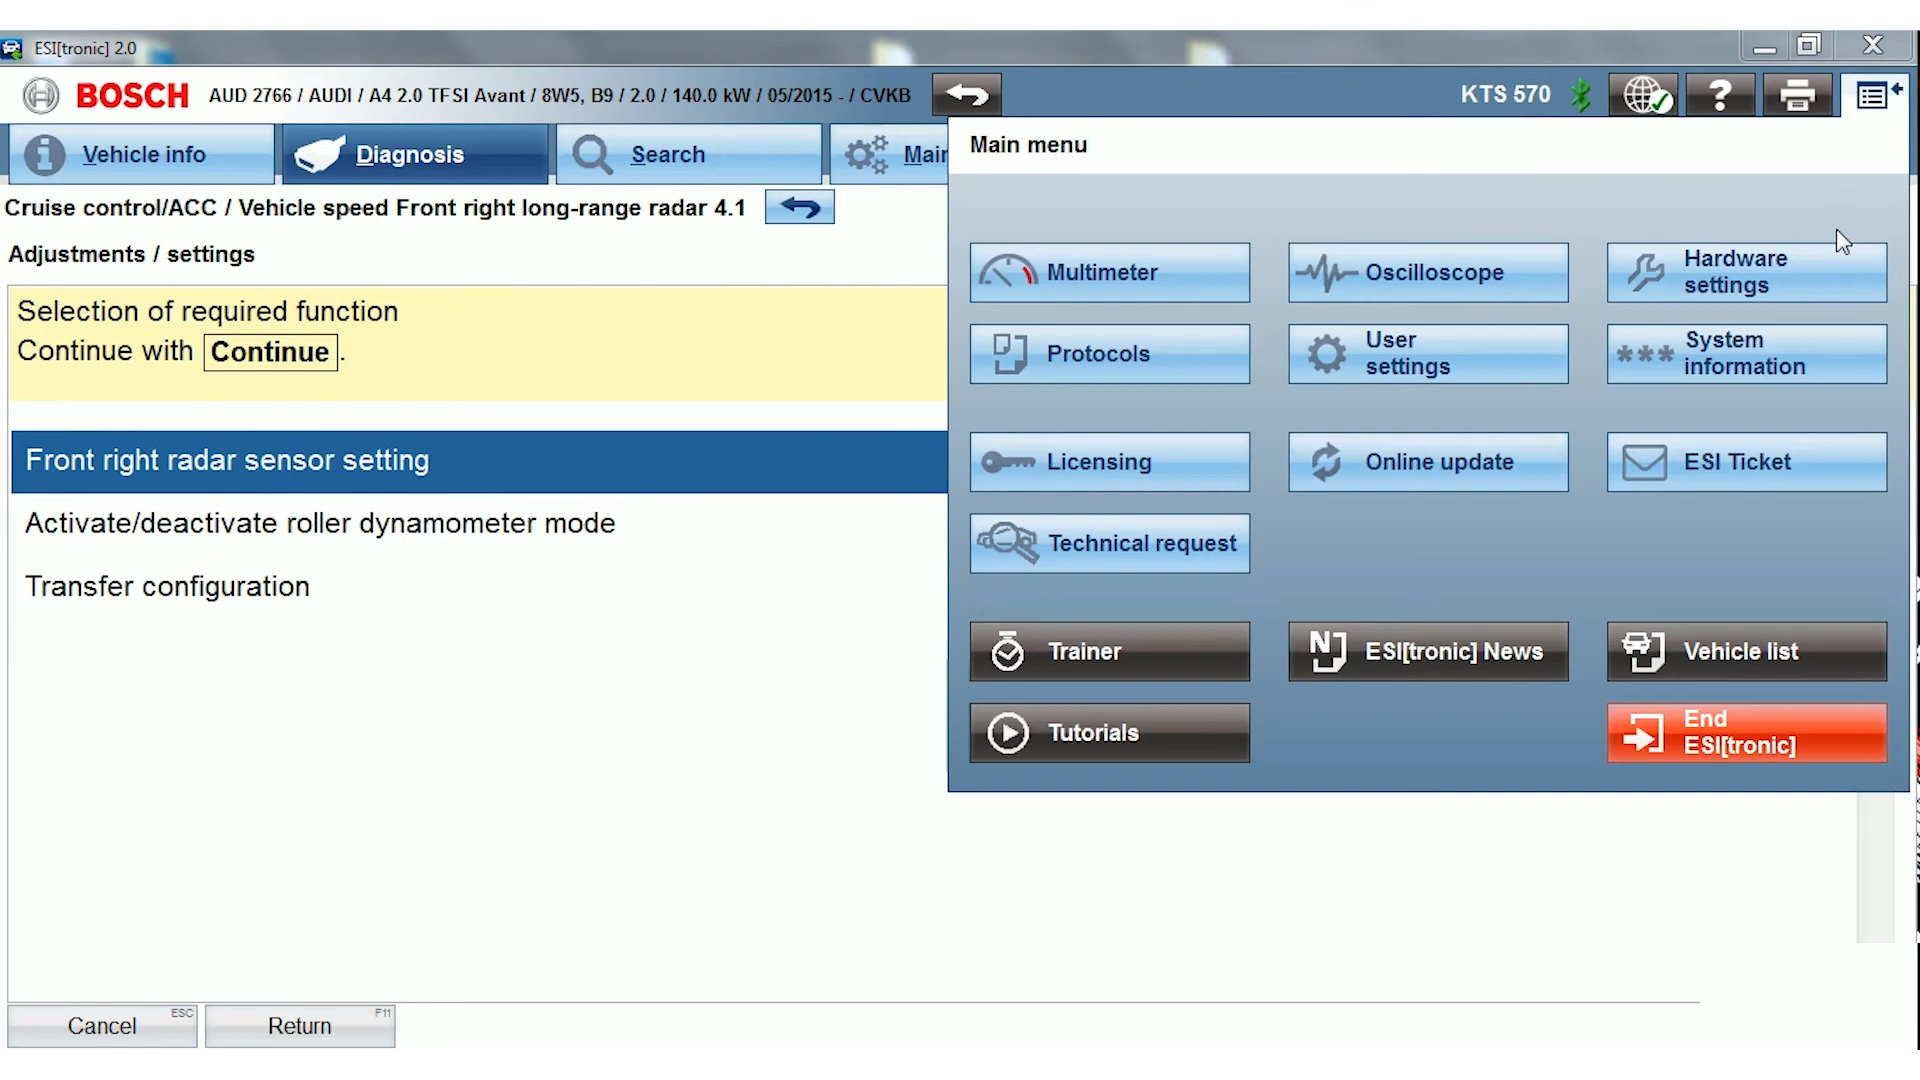 ESI[tronic] 2.0
BOSCH AUD 2766 / AUDI / A4 2.0 TFSI Avant / 8W5, B9 / 2.0 / 140.0 kW / 05/2015 - / CVKB
KTS 570
?
Vehicle info
Diagnosis
Search
Main menu
Cruise control/ACC / Vehicle speed Front right long-range radar 4.1
Adjustments / settings
Selection of required function
Continue with Continue.
Front right radar sensor setting
Activate/deactivate roller dynamometer mode
Transfer configuration
Multimeter
Oscilloscope
Hardware
settings
Protocols
User
settings
System
information
Licensing
Online update
ESI Ticket
Technical request
Trainer
ESI[tronic] News
Vehicle list
Tutorials
End
ESI[tronic]
Cancel ESC
Return F11